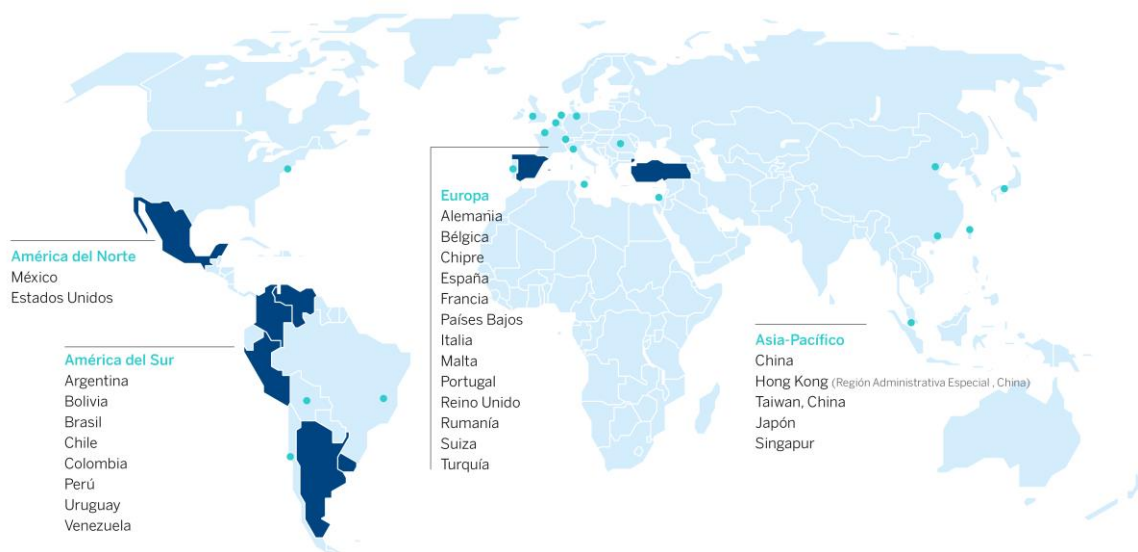 América del Norte
México
Estados Unidos
América del Sur
Argentina
Bolivia
Brasil
Chile
Colombia
Perú
Uruguay
Venezuela
Europa
Alemania
Bélgica
Chipre
España
Francia
Países Bajos
Italia
Malta
Portugal
Reino Unido
Rumanía
Suiza
Turquía
Asia-Pacífico
China
Hong Kong (Región Administrativa Especial , China)
Taiwan, China
Japón
Singapur